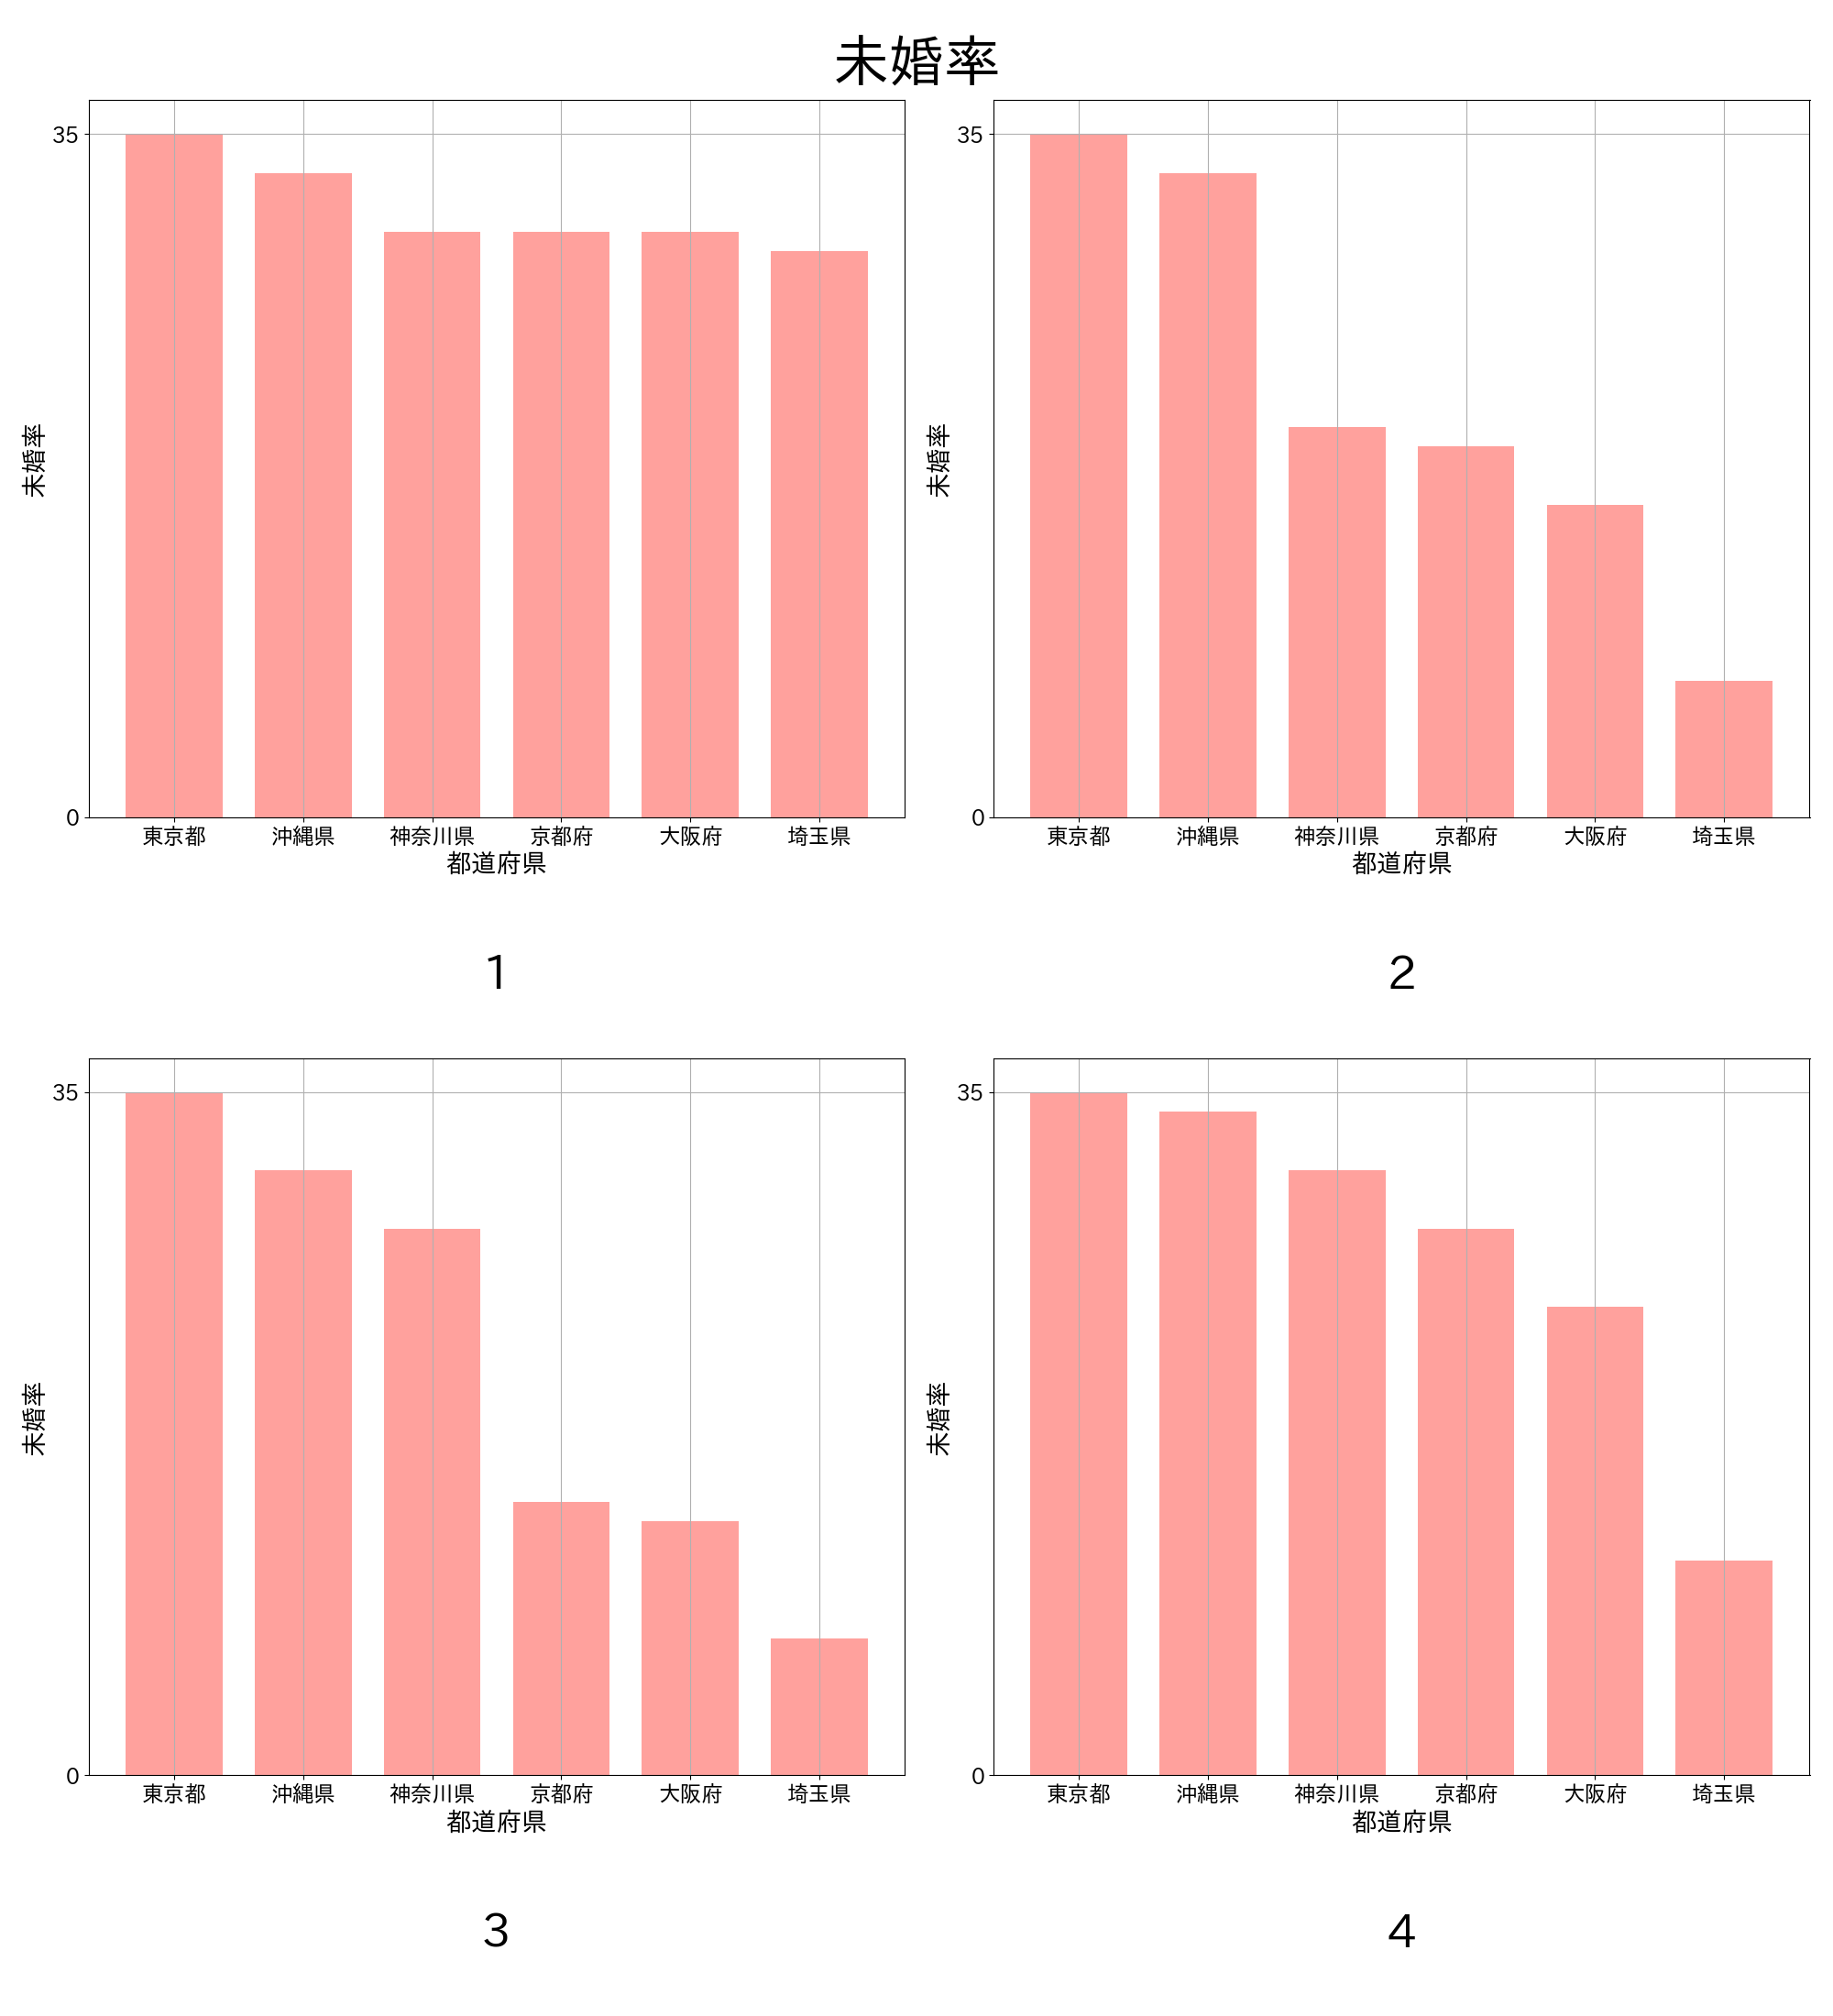 未婚率
35
0
未婚率
東京都 沖縄県 神奈川県 京都府 大阪府 埼玉県
都道府県
1
35
0
未婚率
東京都 沖縄県 神奈川県 京都府 大阪府 埼玉県
都道府県
2
35
0
未婚率
東京都 沖縄県 神奈川県 京都府 大阪府 埼玉県
都道府県
3
35
0
未婚率
東京都 沖縄県 神奈川県 京都府 大阪府 埼玉県
都道府県
4